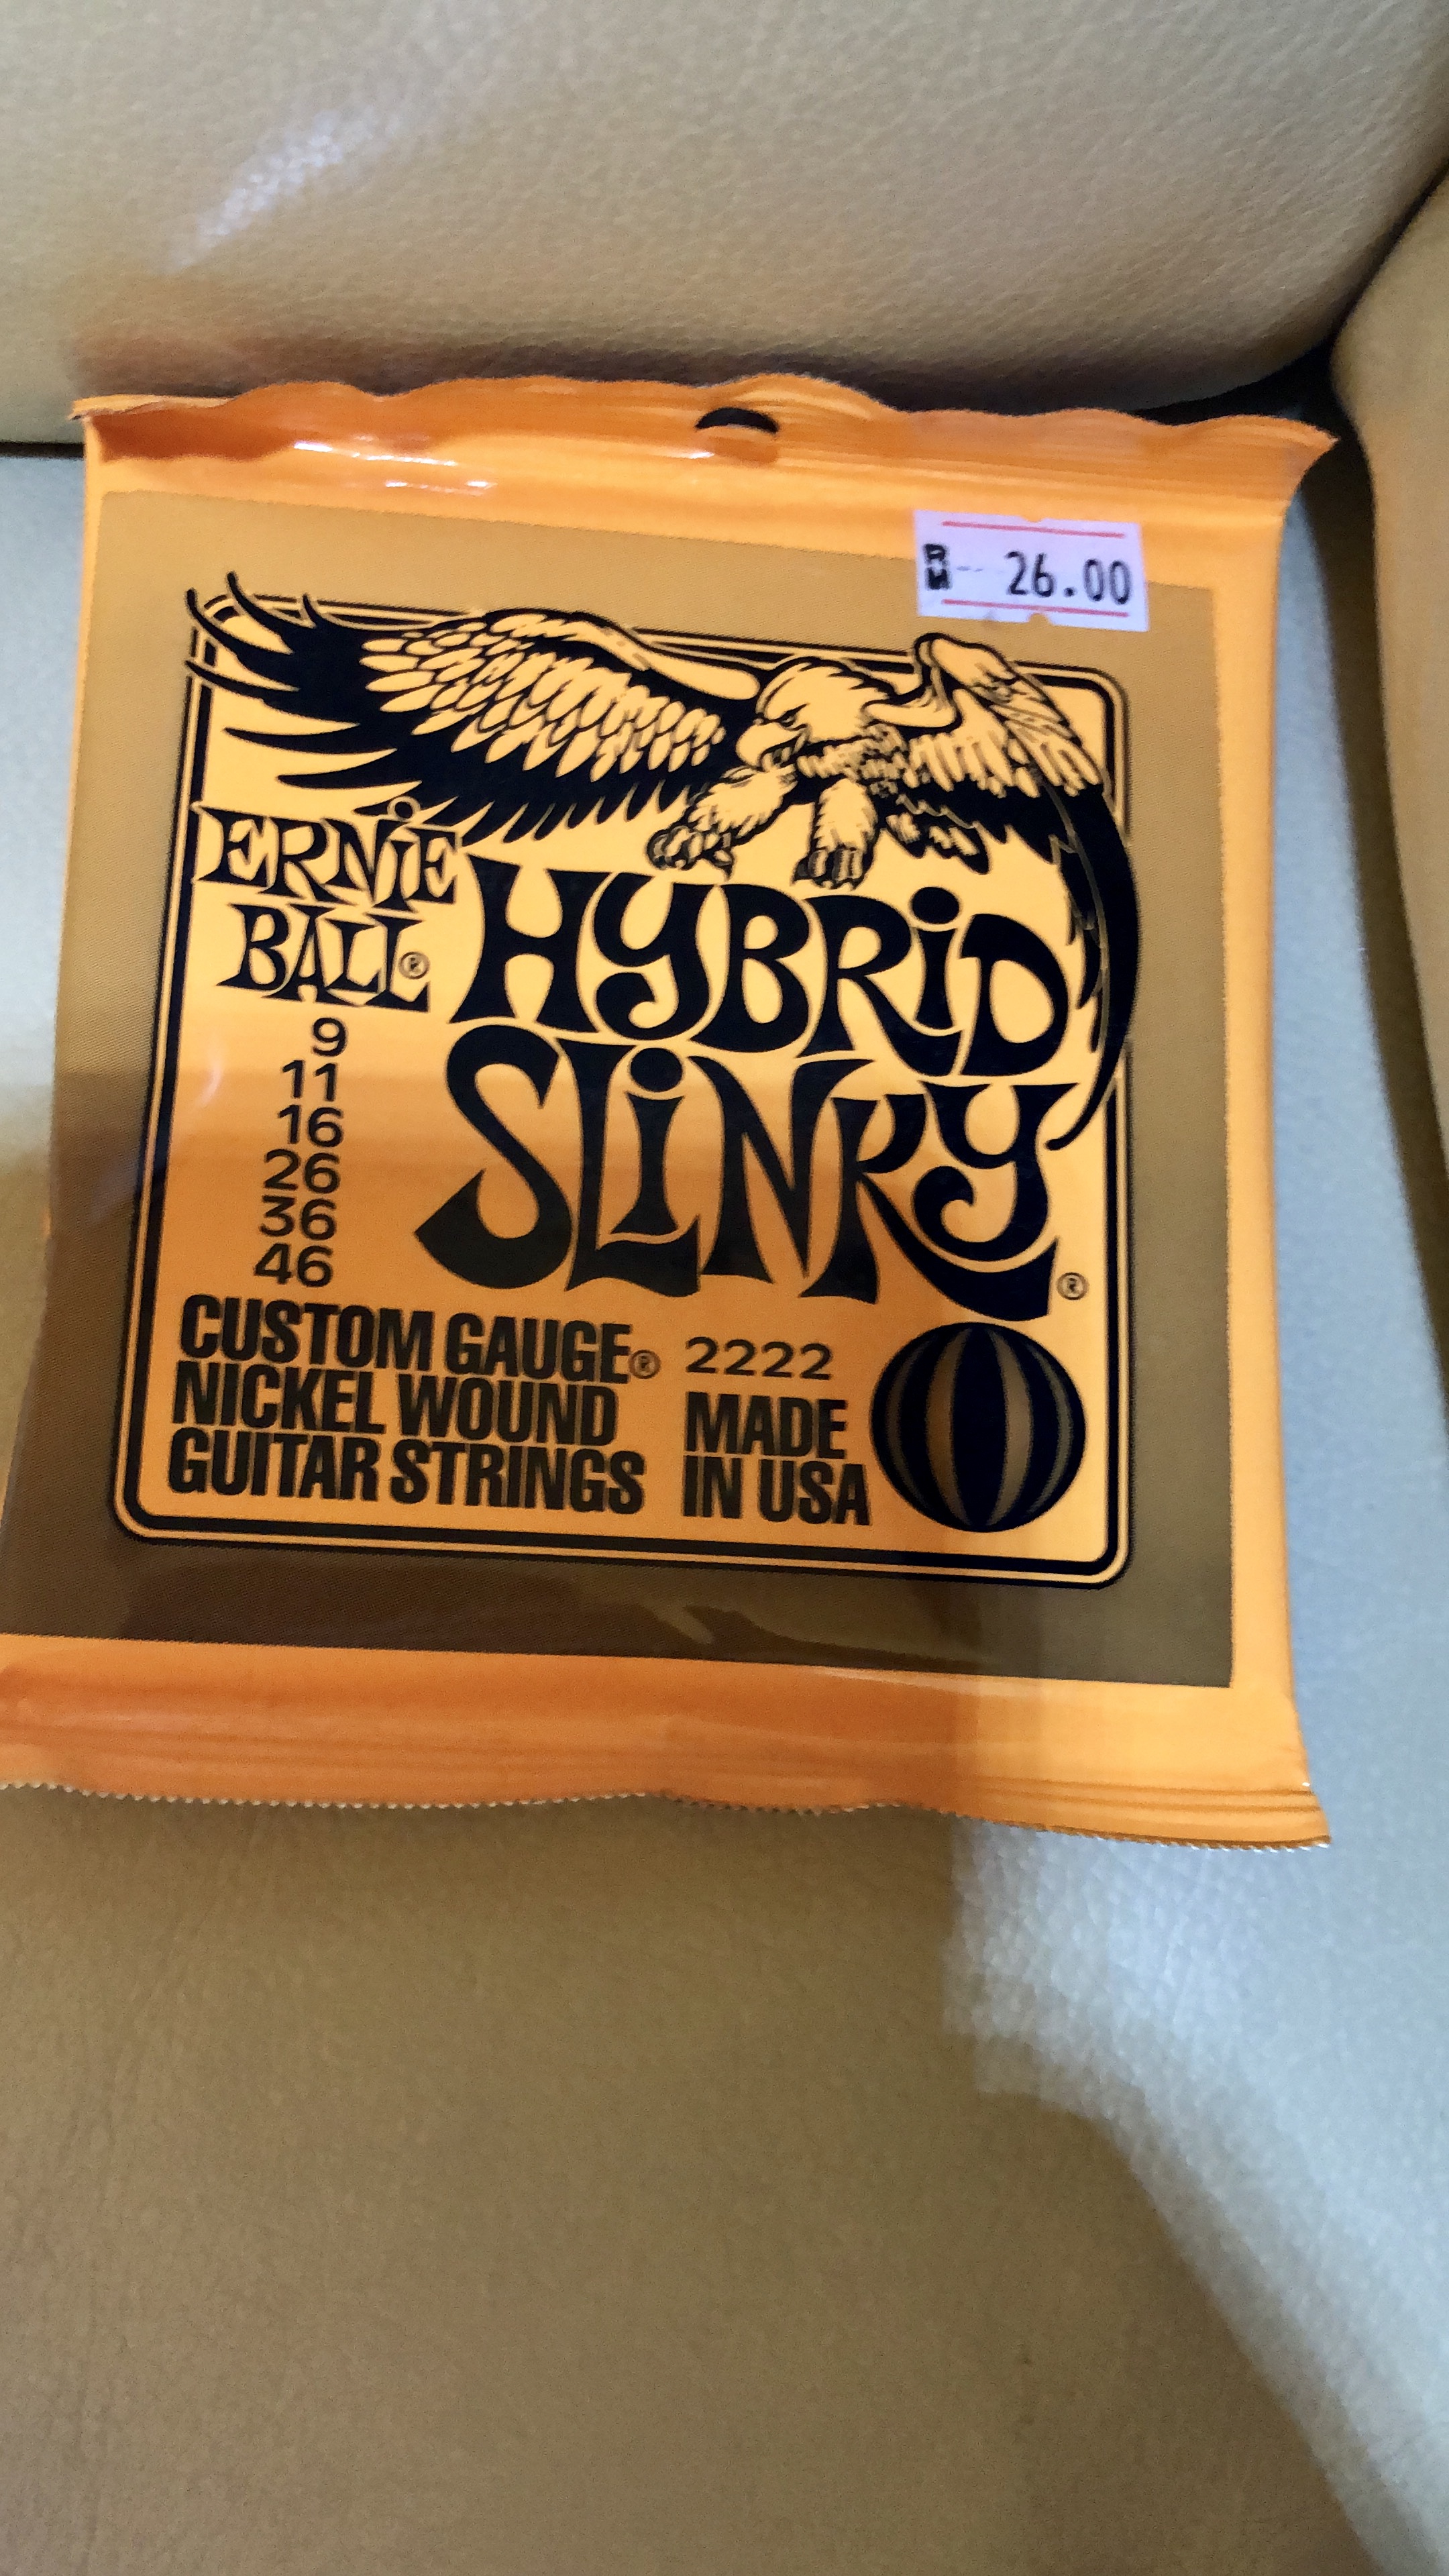 RM 26.00
ERNIE
BALL®
HYBRID
SLINKY®
9
11
16
26
36
46
CUSTOM GAUGE®
NICKEL WOUND
GUITAR STRINGS
2222
MADE
IN USA